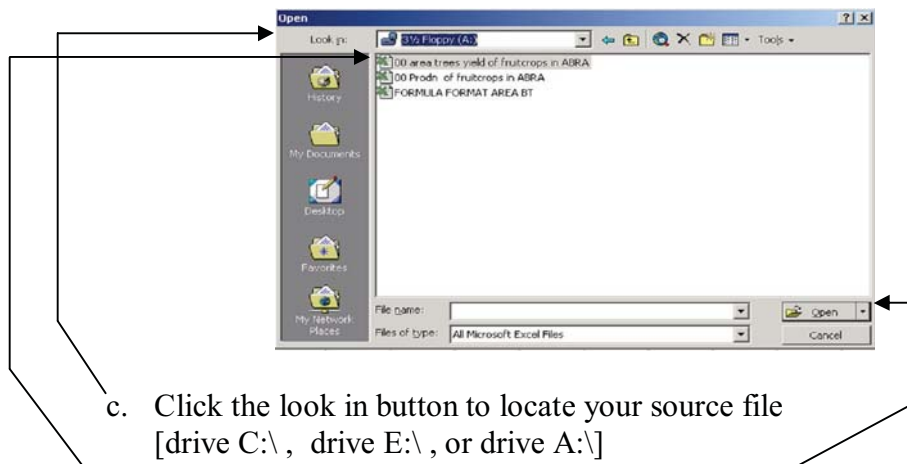 Open
Look in: 3½ Floppy (A:) Tools
00 area trees yield of fruitcrops in ABRA
00 Prodn of fruitcrops in ABRA
FORMULA FORMAT AREA BT
History
My Documents
Desktop
Favorites
My Network
Places
File name: Open
Files of type: All Microsoft Excel Files Cancel
c. Click the look in button to locate your source file
[drive C:\ , drive E:\ , or drive A:\]